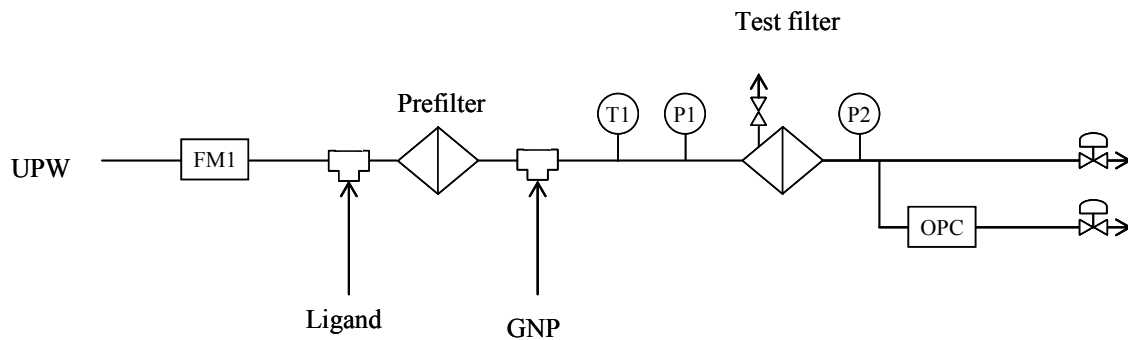 Test filter
Prefilter
T1
P1
P2
UPW
FM1
OPC
Ligand
GNP